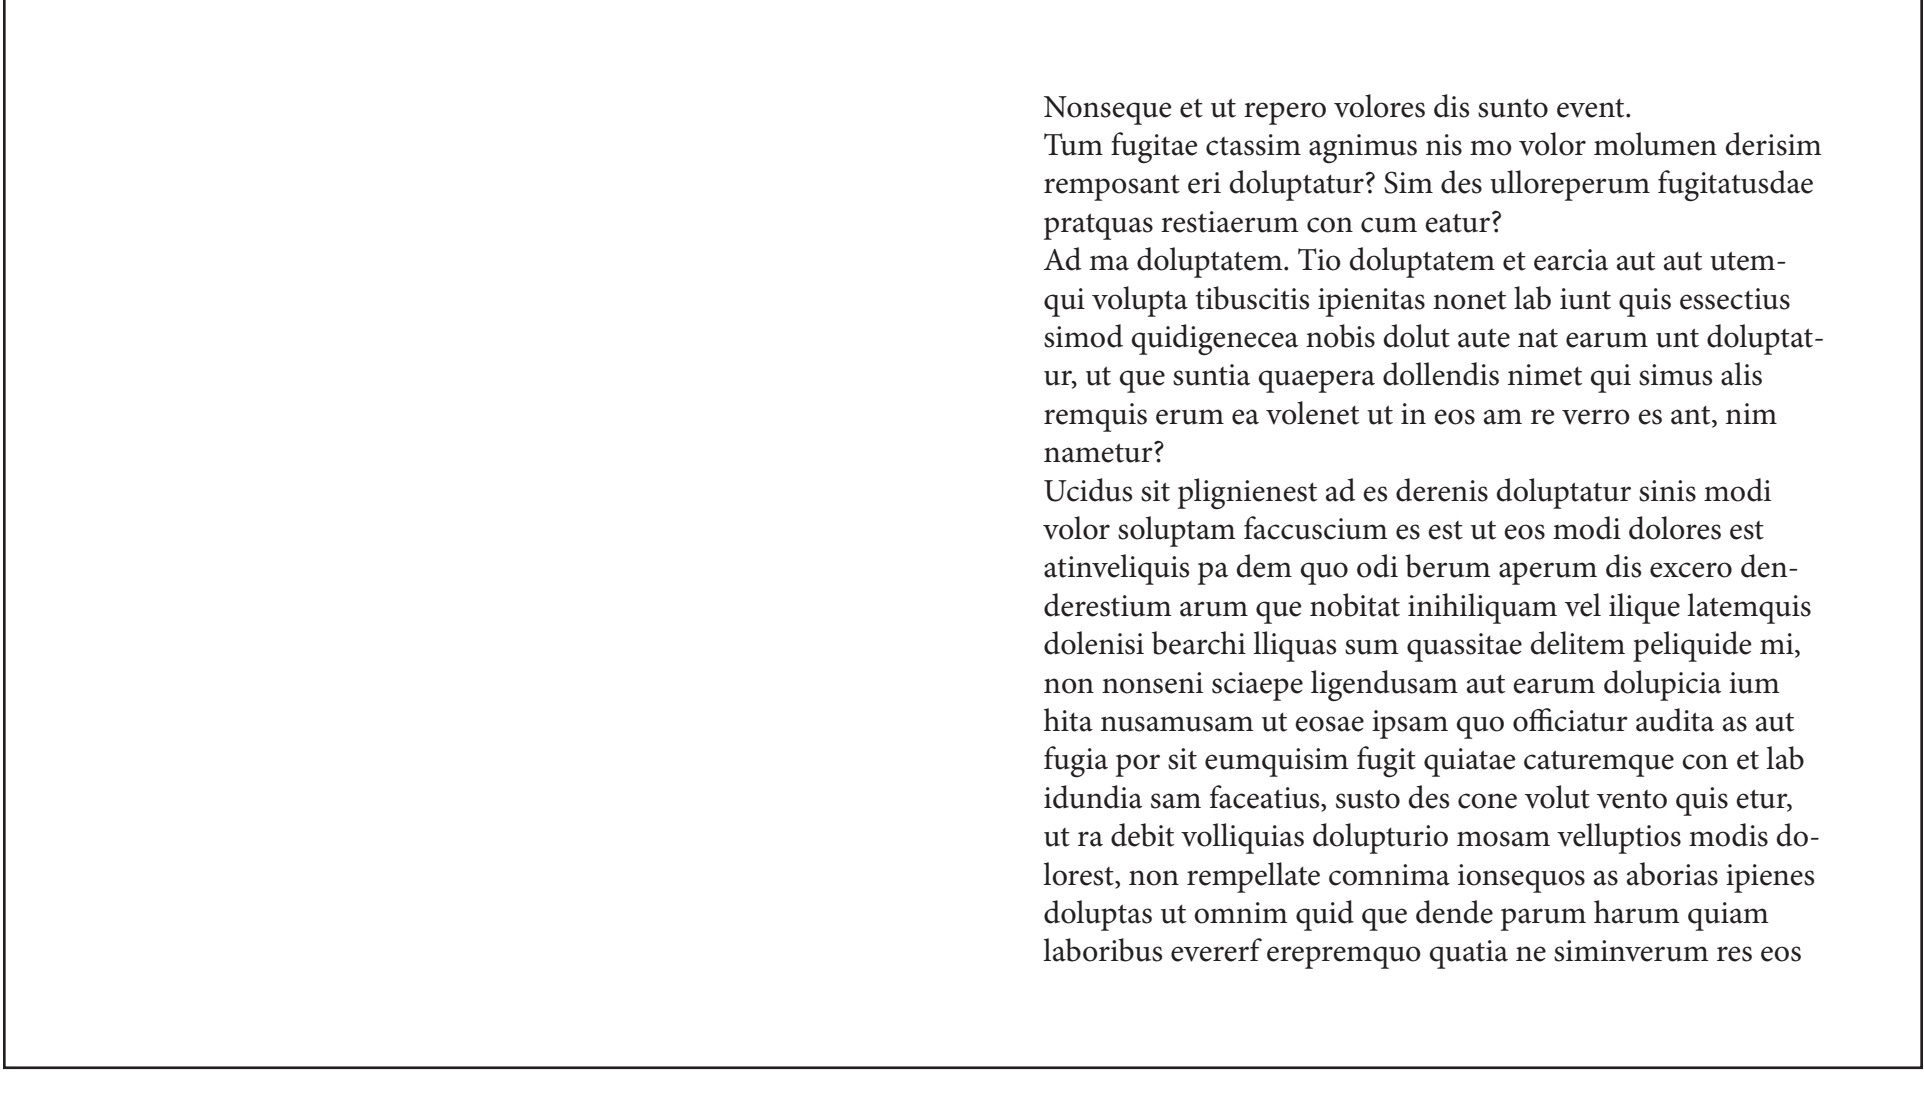 Nonseque et ut repero volores dis sunto event.
Tum fugitae ctassim agnimus nis mo volor molumen derisim
remposant eri doluptatur? Sim des ulloreperum fugitatusdae
pratquas restiaerum con cum eatur?
Ad ma doluptatem. Tio doluptatem et earcia aut aut utem-
qui volupta tibuscitis ipienitas nonet lab iunt quis essectius
simod quidigenecea nobis dolut aute nat earum unt doluptat-
ur, ut que suntia quaepera dollendis nimet qui simus alis
remquis erum ea volenet ut in eos am re verro es ant, nim
nametur?
Ucidus sit plignienest ad es derenis doluptatur sinis modi
volor soluptam faccuscium es est ut eos modi dolores est
atinveliquis pa dem quo odi berum aperum dis excero den-
derestium arum que nobitat inihiliquam vel ilique latemquis
dolenisi bearchi lliquas sum quassitae delitem peliquide mi,
non nonseni sciaepe ligendusam aut earum dolupicia ium
hita nusamusam ut eosae ipsam quo officiatur audita as aut
fugia por sit eumquisim fugit quiatae caturemque con et lab
idundia sam faceatius, susto des cone volut vento quis etur,
ut ra debit volliquias dolupturio mosam velluptios modis do-
lorest, non rempellate comnima ionsequos as aborias ipienes
doluptas ut omnim quid que dende parum harum quiam
laboribus evererf erepremquo quatia ne siminverum res eos